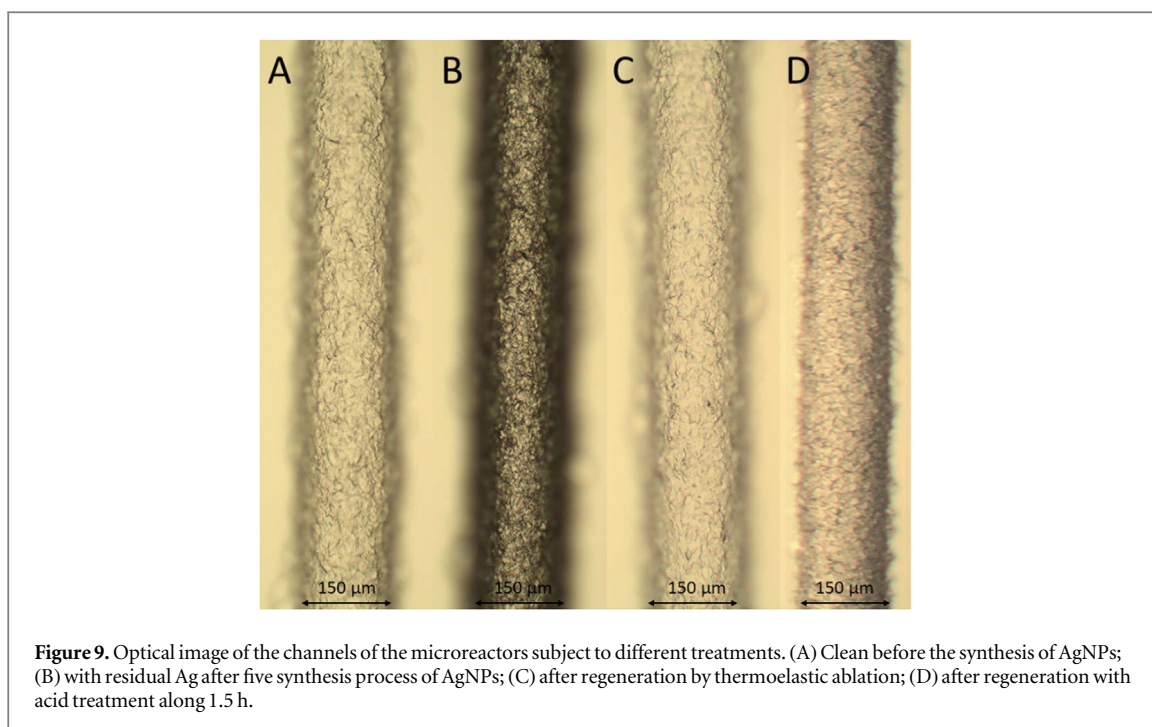 A B C D
150 μm 150 μm 150 μm 150 μm
Figure 9. Optical image of the channels of the microreactors subject to different treatments. (A) Clean before the synthesis of AgNPs;
(B) with residual Ag after five synthesis process of AgNPs; (C) after regeneration by thermoelastic ablation; (D) after regeneration with
acid treatment along 1.5 h.